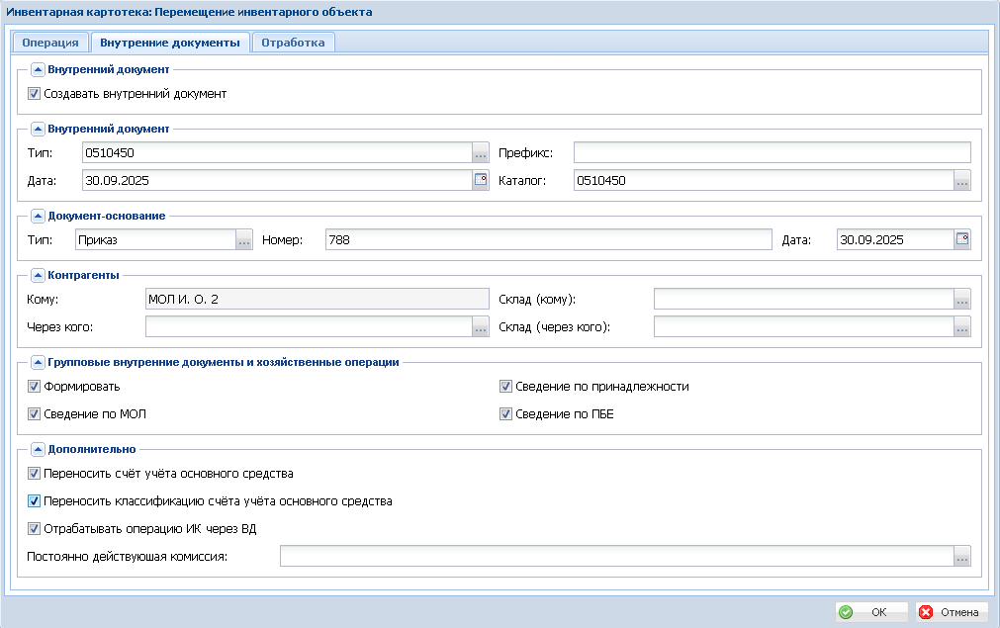 Инвентарная картотека: Перемещение инвентарного объекта
Операция Внутренние документы Отработка
Внутренний документ
Создавать внутренний документ
Внутренний документ
Тип: 0510450 ... Префикс:
Дата: 30.09.2025 Каталог: 0510450 ...
Документ-основание
Тип: Приказ ... Номер: 788 Дата: 30.09.2025
Контрагенты
Кому: МОЛ И. О. 2 Склад (кому): ...
Через кого: ... Склад (через кого): ...
Групповые внутренние документы и хозяйственные операции
Формировать Сведение по принадлежности
Сведение по МОЛ Сведение по ПБЕ
Дополнительно
Переносить счёт учёта основного средства
Переносить классификацию счёта учёта основного средства
Отрабатывать операцию ИК через ВД
Постоянно действующая комиссия: ...
ОК Отмена